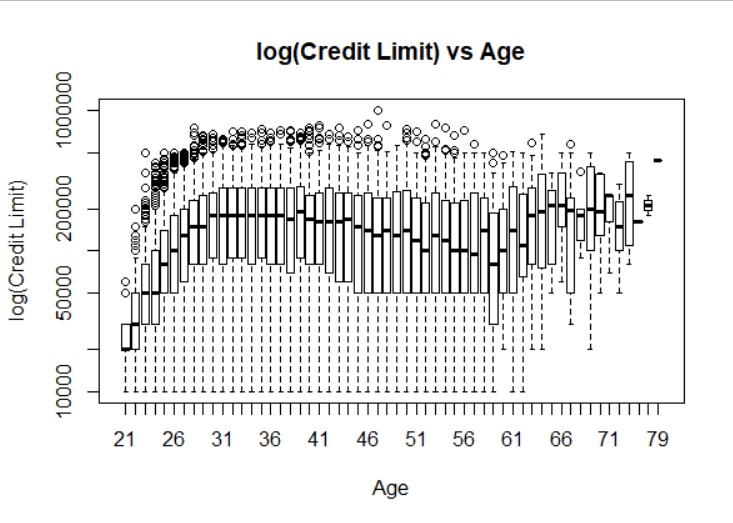 log(Credit Limit) vs Age
log(Credit Limit)
1000000
200000
50000
10000
21 26 31 36 41 46 51 56 61 66 71 79
Age